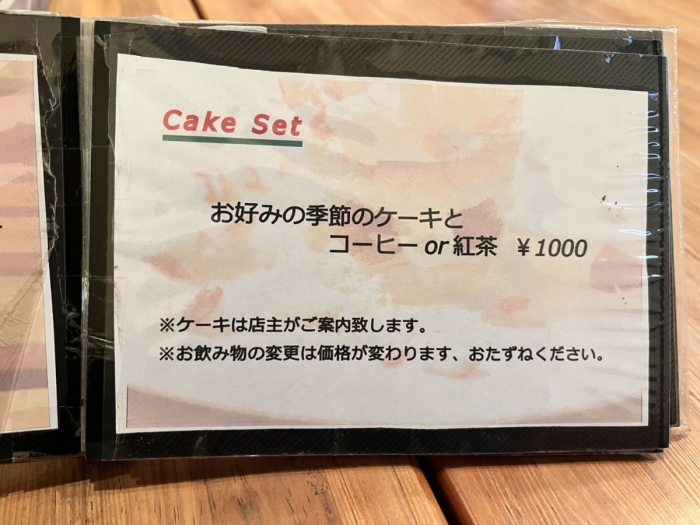 Cake Set
お好みの季節のケーキと
コーヒー or 紅茶 ￥1000
※ケーキは店主がご案内致します。
※お飲み物の変更は価格が変わります、おたずねください。